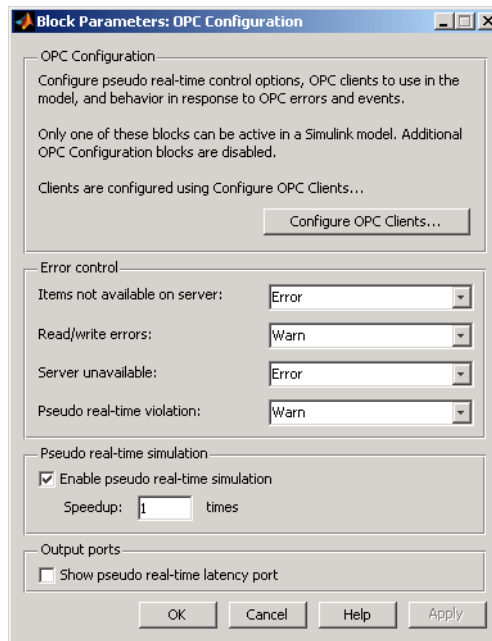 Block Parameters: OPC Configuration
OPC Configuration
Configure pseudo real-time control options, OPC clients to use in the
model, and behavior in response to OPC errors and events.
Only one of these blocks can be active in a Simulink model. Additional
OPC Configuration blocks are disabled.
Clients are configured using Configure OPC Clients...
Configure OPC Clients...
Error control
Items not available on server: Error
Read/write errors: Warn
Server unavailable: Error
Pseudo real-time violation: Warn
Pseudo real-time simulation
Enable pseudo real-time simulation
Speedup: 1 times
Output ports
Show pseudo real-time latency port
OK Cancel Help Apply